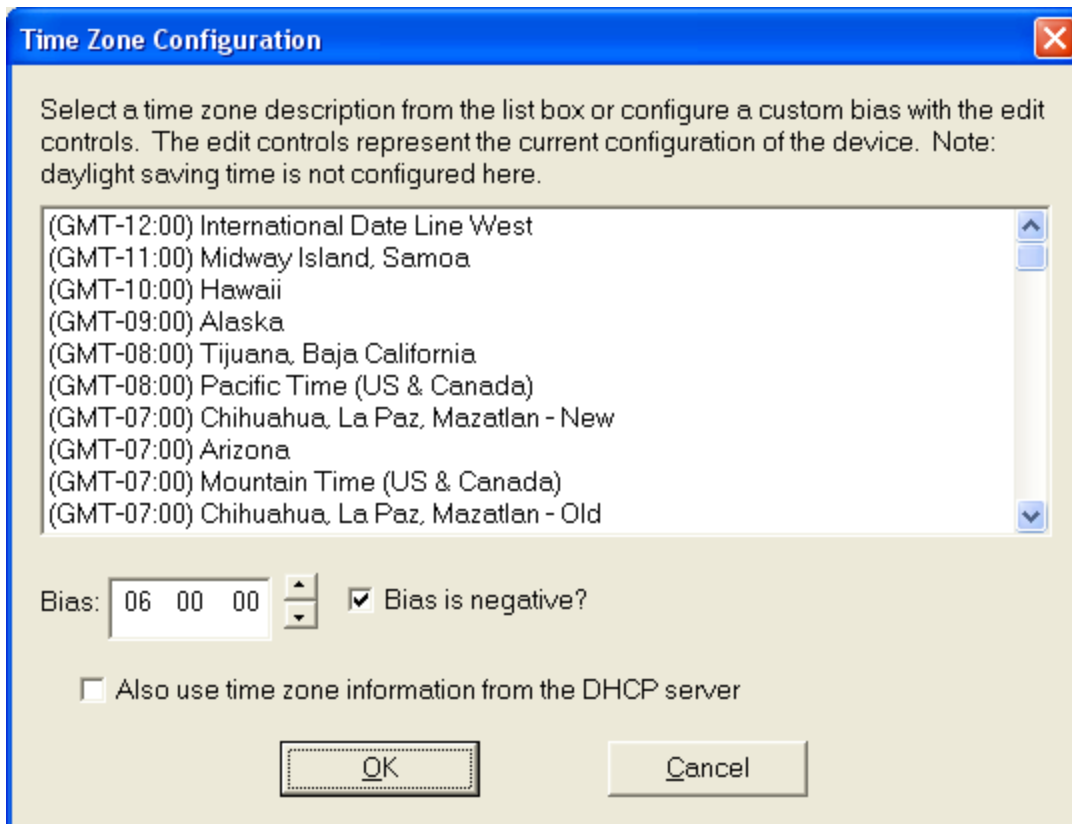 Time Zone Configuration
Select a time zone description from the list box or configure a custom bias with the edit
controls. The edit controls represent the current configuration of the device. Note:
daylight saving time is not configured here.
(GMT-12:00) International Date Line West
(GMT-11:00) Midway Island, Samoa
(GMT-10:00) Hawaii
(GMT-09:00) Alaska
(GMT-08:00) Tijuana, Baja California
(GMT-08:00) Pacific Time (US & Canada)
(GMT-07:00) Chihuahua, La Paz, Mazatlan - New
(GMT-07:00) Arizona
(GMT-07:00) Mountain Time (US & Canada)
(GMT-07:00) Chihuahua, La Paz, Mazatlan - Old
Bias: 06 00 00 Bias is negative?
Also use time zone information from the DHCP server
OK Cancel